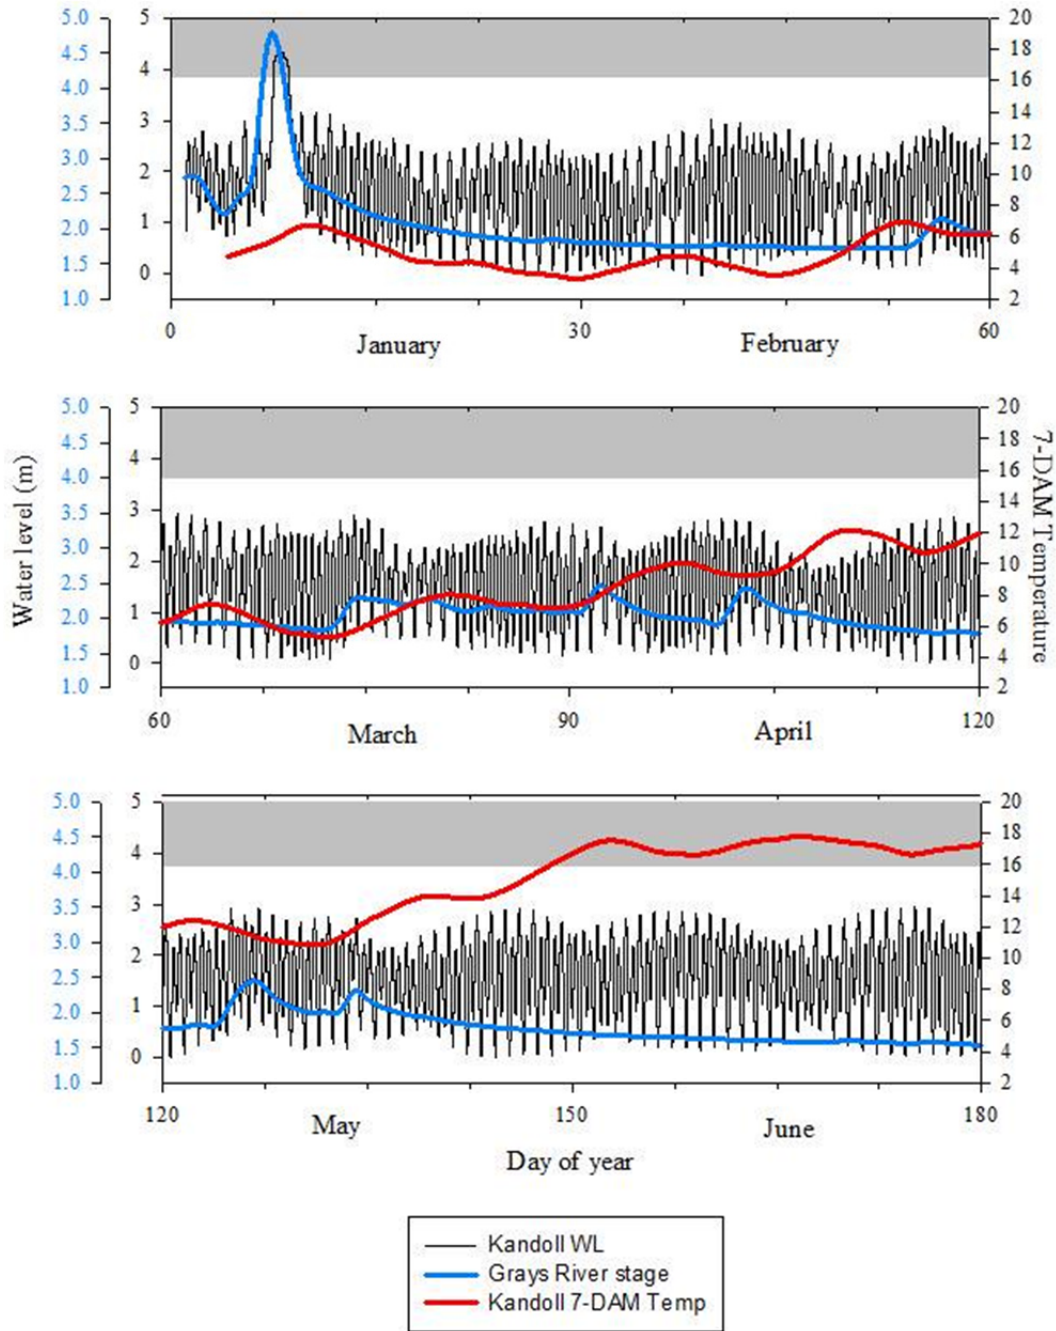 5.0 5 20
4.5 18
4.0 4 16
3.5 3 14
3.0 12
2.5 2 10
2.0 1 8
1.5 0 6
1.0 4
2
0 30 60
January February
5.0 5 20
4.5 18
4.0 4 16
3.5 3 14
3.0 12
2.5 2 10
2.0 1 8
1.5 0 6
1.0 4
2
60 90 120
March April
Water level (m)
7-DAM Temperature
5.0 5 20
4.5 18
4.0 4 16
3.5 3 14
3.0 12
2.5 2 10
2.0 1 8
1.5 0 6
1.0 4
2
120 150 180
May June
Day of year
Kandoll WL
Grays River stage
Kandoll 7-DAM Temp